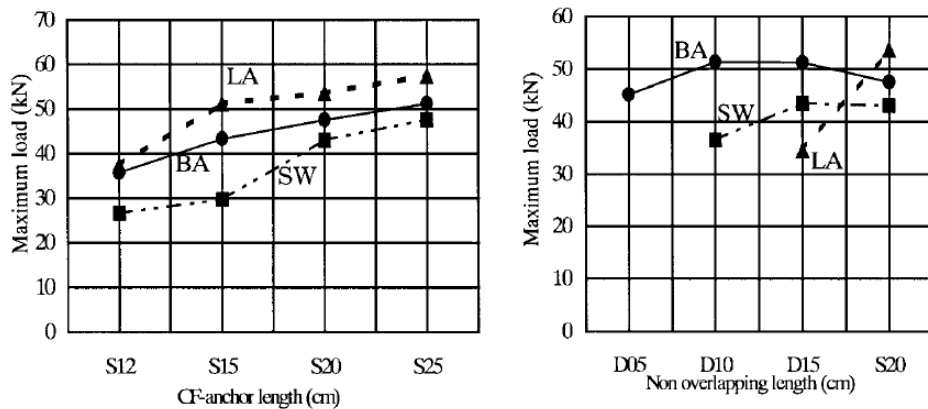 Maximum load (kN)
70
60
50
40
30
20
10
0
LA
BA
SW
S12 S15 S20 S25
CF-anchor length (cm)
Maximum load (kN)
60
50
40
30
20
10
0
BA
SW
LA
D05 D10 D15 S20
Non overlapping length (cm)